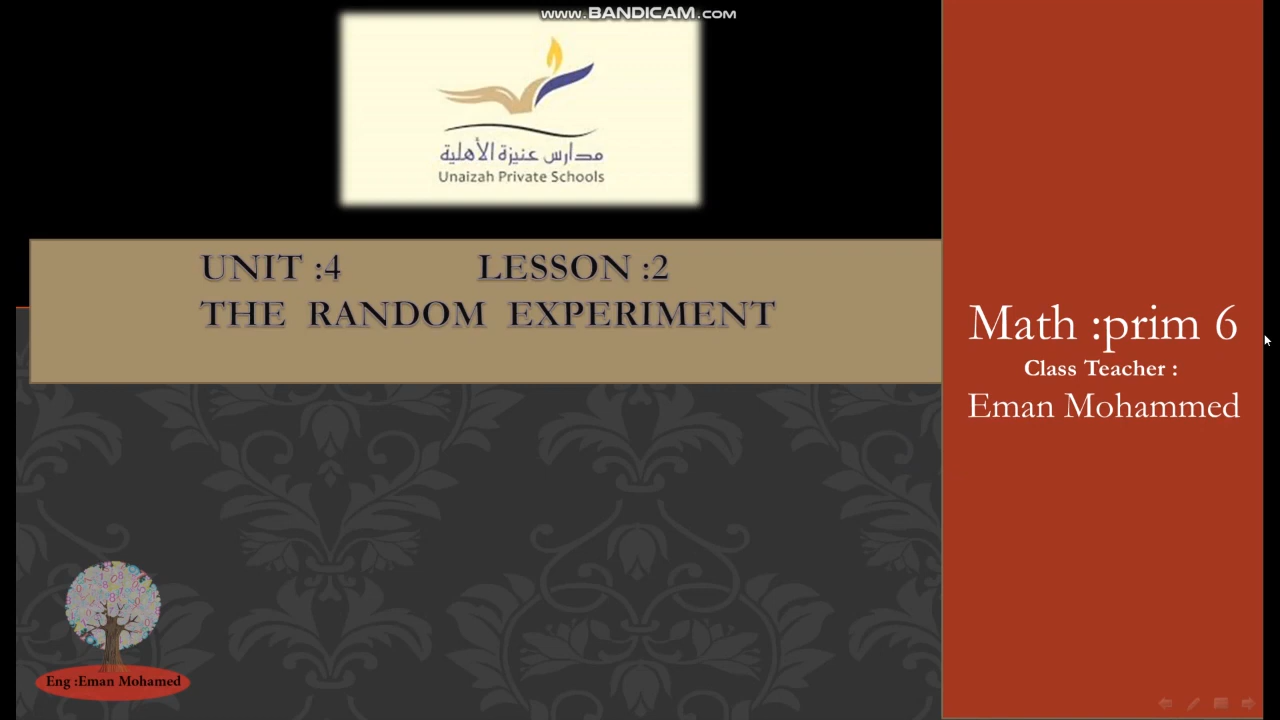 www.BANDICAM.com
مدارس عنيزة الأهلية
Unaizah Private Schools
UNIT :4 LESSON :2
THE RANDOM EXPERIMENT
Math :prim 6
Class Teacher :
Eman Mohammed
Eng :Eman Mohamed